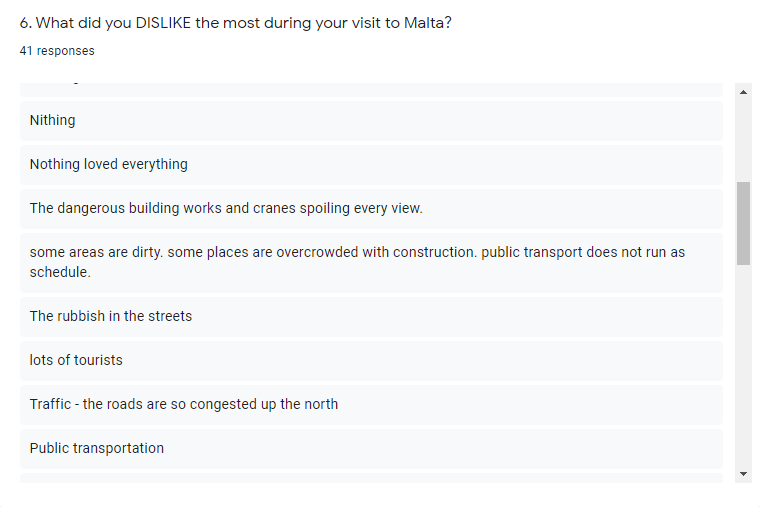 6. What did you DISLIKE the most during your visit to Malta?
41 responses
Nithing
Nothing loved everything
The dangerous building works and cranes spoiling every view.
some areas are dirty. some places are overcrowded with construction. public transport does not run as
schedule.
The rubbish in the streets
lots of tourists
Traffic - the roads are so congested up the north
Public transportation